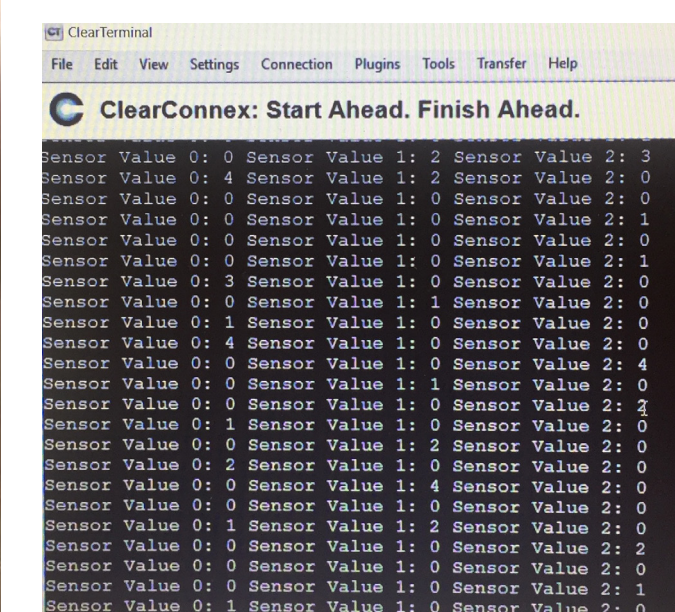 CT ClearTerminal
File Edit View Settings Connection Plugins Tools Transfer Help
ClearConnex: Start Ahead. Finish Ahead.
Sensor Value 0: 0 Sensor Value 1: 2 Sensor Value 2: 3
Sensor Value 0: 4 Sensor Value 1: 2 Sensor Value 2: 0
Sensor Value 0: 0 Sensor Value 1: 0 Sensor Value 2: 0
Sensor Value 0: 0 Sensor Value 1: 0 Sensor Value 2: 1
Sensor Value 0: 0 Sensor Value 1: 0 Sensor Value 2: 0
Sensor Value 0: 0 Sensor Value 1: 0 Sensor Value 2: 1
Sensor Value 0: 3 Sensor Value 1: 0 Sensor Value 2: 0
Sensor Value 0: 0 Sensor Value 1: 1 Sensor Value 2: 0
Sensor Value 0: 1 Sensor Value 1: 0 Sensor Value 2: 0
Sensor Value 0: 4 Sensor Value 1: 0 Sensor Value 2: 0
Sensor Value 0: 0 Sensor Value 1: 0 Sensor Value 2: 4
Sensor Value 0: 0 Sensor Value 1: 1 Sensor Value 2: 0
Sensor Value 0: 0 Sensor Value 1: 0 Sensor Value 2: 2
Sensor Value 0: 1 Sensor Value 1: 0 Sensor Value 2: 0
Sensor Value 0: 0 Sensor Value 1: 2 Sensor Value 2: 0
Sensor Value 0: 2 Sensor Value 1: 0 Sensor Value 2: 0
Sensor Value 0: 0 Sensor Value 1: 4 Sensor Value 2: 0
Sensor Value 0: 0 Sensor Value 1: 0 Sensor Value 2: 0
Sensor Value 0: 1 Sensor Value 1: 2 Sensor Value 2: 0
Sensor Value 0: 0 Sensor Value 1: 0 Sensor Value 2: 2
Sensor Value 0: 0 Sensor Value 1: 0 Sensor Value 2: 0
Sensor Value 0: 0 Sensor Value 1: 0 Sensor Value 2: 1
Sensor Value 0: 1 Sensor Value 1: 0 Sensor Value